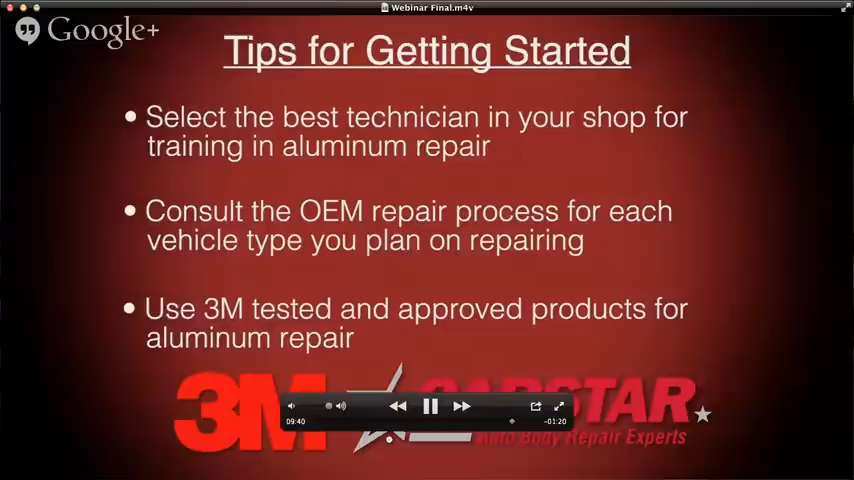 Webinar Final.m4v
Google+
Tips for Getting Started
• Select the best technician in your shop for
training in aluminum repair
• Consult the OEM repair process for each
vehicle type you plan on repairing
• Use 3M tested and approved products for
aluminum repair
3M
CARSTAR
Auto Body Repair Experts
09:40
-01:20